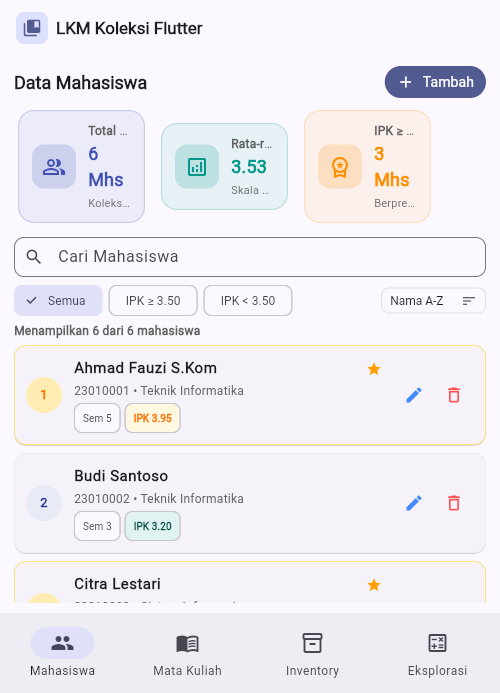 LKM Koleksi Flutter
Data Mahasiswa
Tambah
Total ...
6
Mhs
Koleks...
Rata-r...
3.53
Skala ...
IPK ≥ ...
3
Mhs
Berpre...
Cari Mahasiswa
Semua
IPK ≥ 3.50
IPK < 3.50
Nama A-Z
Menampilkan 6 dari 6 mahasiswa
1
Ahmad Fauzi S.Kom
23010001 • Teknik Informatika
Sem 5
IPK 3.95
2
Budi Santoso
23010002 • Teknik Informatika
Sem 3
IPK 3.20
Citra Lestari
Mahasiswa
Mata Kuliah
Inventory
Eksplorasi